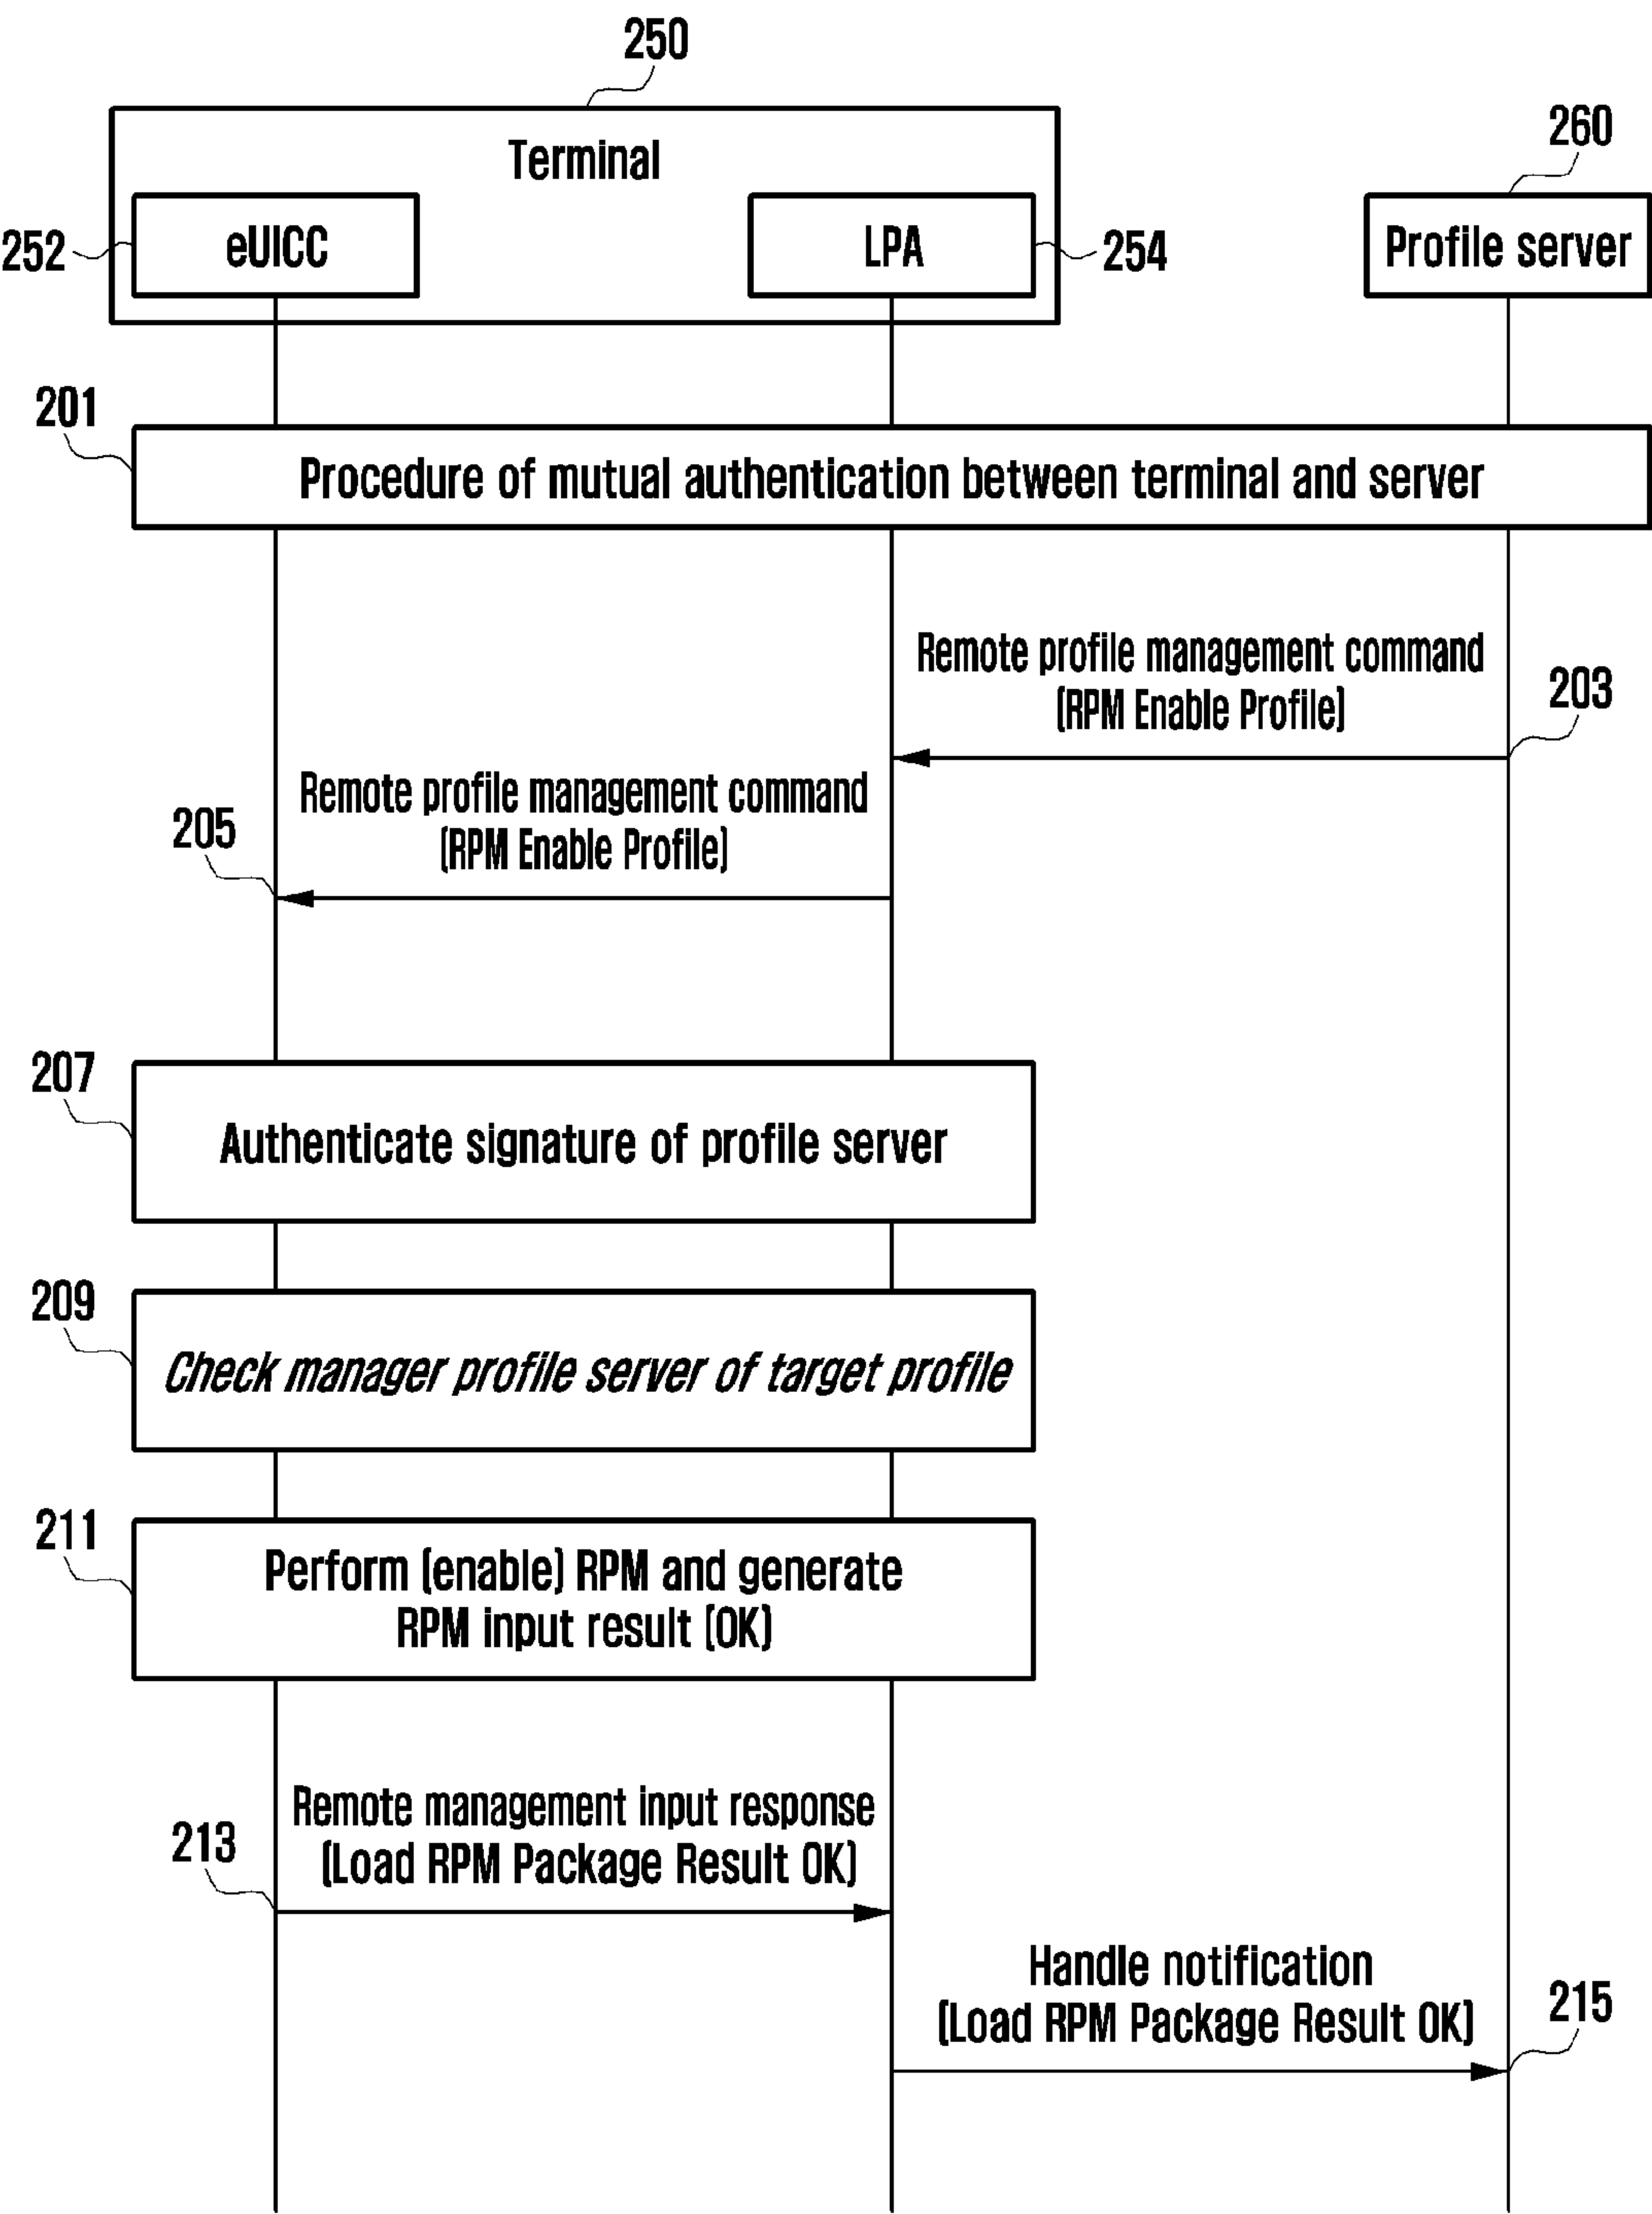 250
Terminal
260
252
eUICC
LPA
254
Profile server
201
Procedure of mutual authentication between terminal and server
Remote profile management command
(RPM Enable Profile)
203
Remote profile management command
(RPM Enable Profile)
205
207
Authenticate signature of profile server
209
Check manager profile server of target profile
211
Perform (enable) RPM and generate
RPM input result (OK)
Remote management input response
(Load RPM Package Result OK)
213
Handle notification
(Load RPM Package Result OK)
215